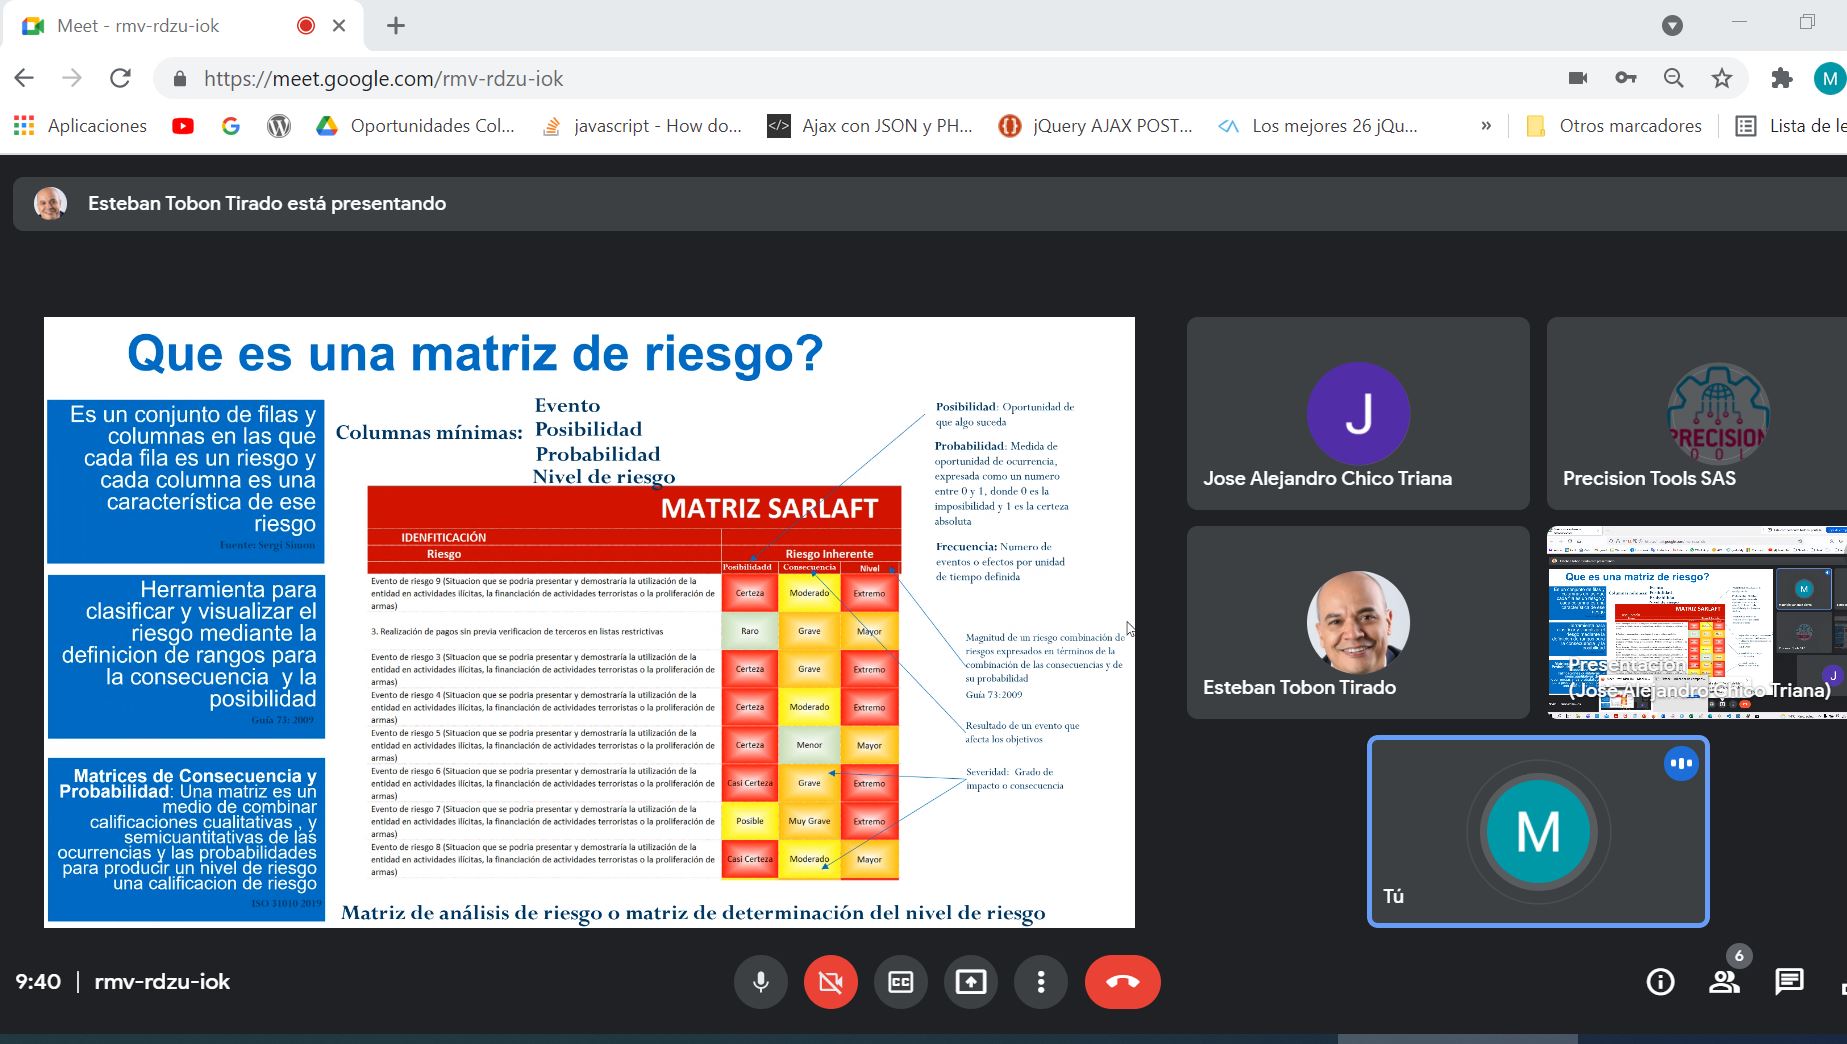 Meet - rmv-rdzu-iok
https://meet.google.com/rmv-rdzu-iok
M
Aplicaciones
Oportunidades Col...
javascript - How do...
Ajax con JSON y PH...
jQuery AJAX POST...
Los mejores 26 jQu...
»
Otros marcadores
Lista de le
Esteban Tobon Tirado está presentando
Que es una matriz de riesgo?
Es un conjunto de filas y
columnas en las que
cada fila es un riesgo y
cada columna es una
característica de ese
riesgo
Fuente: Sergi Simon
Herramienta para
clasificar y visualizar el
riesgo mediante la
definicion de rangos para
la consecuencia y la
posibilidad
Guía 73: 2009
Matrices de Consecuencia y
Probabilidad: Una matriz es un
medio de combinar
calificaciones cualitativas , y
semicuantitativas de las
ocurrencias y las probabilidades
para producir un nivel de riesgo
una calificacion de riesgo
ISO 31010 2019
Columnas mínimas:
Evento
Posibilidad
Probabilidad
Nivel de riesgo
MATRIZ SARLAFT
IDENFITICACIÓN
Riesgo
Riesgo Inherente
Posibilidadd Consecuencia Nivel
Evento de riesgo 9 (Situacion que se podria presentar y demostraría la utilización de la
entidad en actividades ilícitas, la financiación de actividades terroristas o la proliferación de
armas)
Certeza Moderado Extremo
3. Realización de pagos sin previa verificacion de terceros en listas restrictivas
Raro Grave Mayor
Evento de riesgo 3 (Situacion que se podria presentar y demostraría la utilización de la
entidad en actividades ilícitas, la financiación de actividades terroristas o la proliferación de
armas)
Certeza Grave Extremo
Evento de riesgo 4 (Situacion que se podria presentar y demostraría la utilización de la
entidad en actividades ilícitas, la financiación de actividades terroristas o la proliferación de
armas)
Certeza Moderado Extremo
Evento de riesgo 5 (Situacion que se podria presentar y demostraría la utilización de la
entidad en actividades ilícitas, la financiación de actividades terroristas o la proliferación de
armas)
Certeza Menor Mayor
Evento de riesgo 6 (Situacion que se podria presentar y demostraría la utilización de la
entidad en actividades ilícitas, la financiación de actividades terroristas o la proliferación de
armas)
Casi Certeza Grave Extremo
Evento de riesgo 7 (Situacion que se podria presentar y demostraría la utilización de la
entidad en actividades ilícitas, la financiación de actividades terroristas o la proliferación de
armas)
Posible Muy Grave Extremo
Evento de riesgo 8 (Situacion que se podria presentar y demostraría la utilización de la
entidad en actividades ilícitas, la financiación de actividades terroristas o la proliferación de
armas)
Casi Certeza Moderado Mayor
Posibilidad: Oportunidad de
que algo suceda
Probabilidad: Medida de
oportunidad de ocurrencia,
expresada como un numero
entre 0 y 1, donde 0 es la
imposibilidad y 1 es la certeza
absoluta
Frecuencia: Numero de
eventos o efectos por unidad
de tiempo definida
Magnitud de un riesgo combinación de
riesgos expresados en términos de la
combinación de las consecuencias y de
su probabilidad
Guía 73:2009
Resultado de un evento que
afecta los objetivos
Severidad: Grado de
impacto o consecuencia
Matriz de análisis de riesgo o matriz de determinación del nivel de riesgo
J
Jose Alejandro Chico Triana
PRECISION
Precision Tools SAS
Esteban Tobon Tirado
Que es una matriz de riesgo?
MATRIZ SARLAFT
M
J
Presentación
(Jose Alejandro Chico Triana)
M
Tú
9:40
rmv-rdzu-iok
CC
6